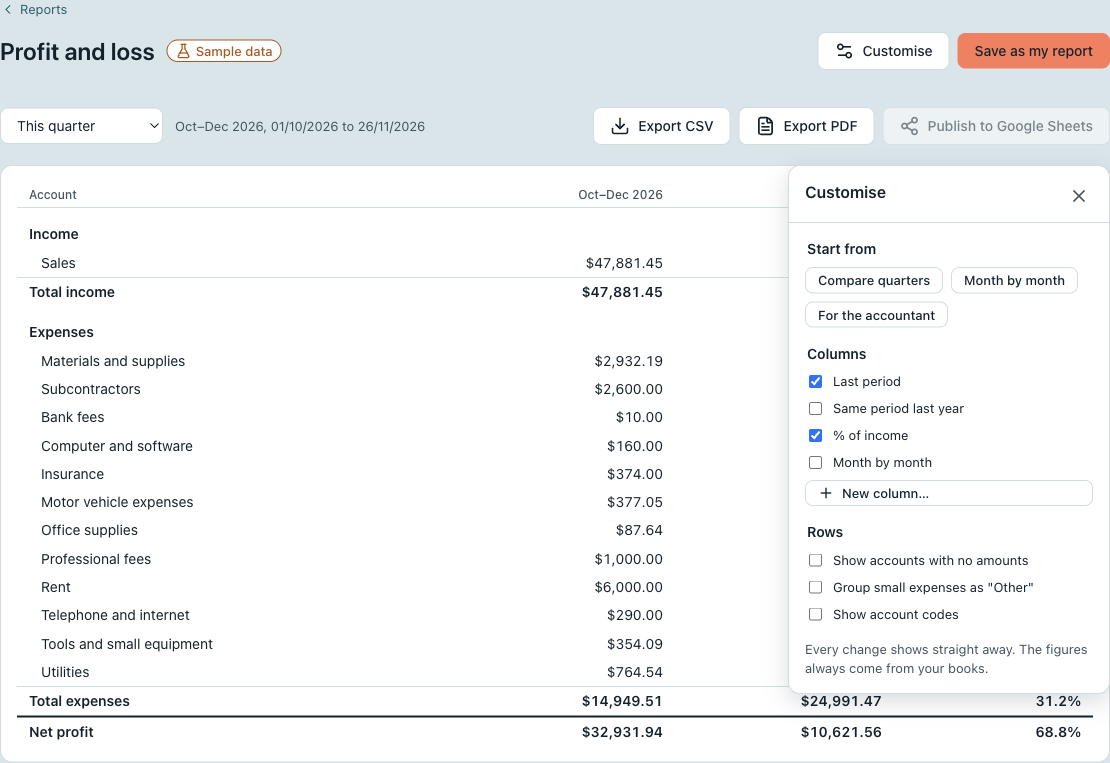 Reports
Profit and loss
Sample data
Customise
Save as my report
This quarter
Oct–Dec 2026, 01/10/2026 to 26/11/2026
Export CSV
Export PDF
Publish to Google Sheets
Account Oct–Dec 2026
Income
Sales $47,881.45
Total income $47,881.45
Expenses
Materials and supplies $2,932.19
Subcontractors $2,600.00
Bank fees $10.00
Computer and software $160.00
Insurance $374.00
Motor vehicle expenses $377.05
Office supplies $87.64
Professional fees $1,000.00
Rent $6,000.00
Telephone and internet $290.00
Tools and small equipment $354.09
Utilities $764.54
Total expenses $14,949.51 $24,991.47 31.2%
Net profit $32,931.94 $10,621.56 68.8%
Customise
Start from
Compare quarters
Month by month
For the accountant
Columns
Last period
Same period last year
% of income
Month by month
New column...
Rows
Show accounts with no amounts
Group small expenses as "Other"
Show account codes
Every change shows straight away. The figures
always come from your books.